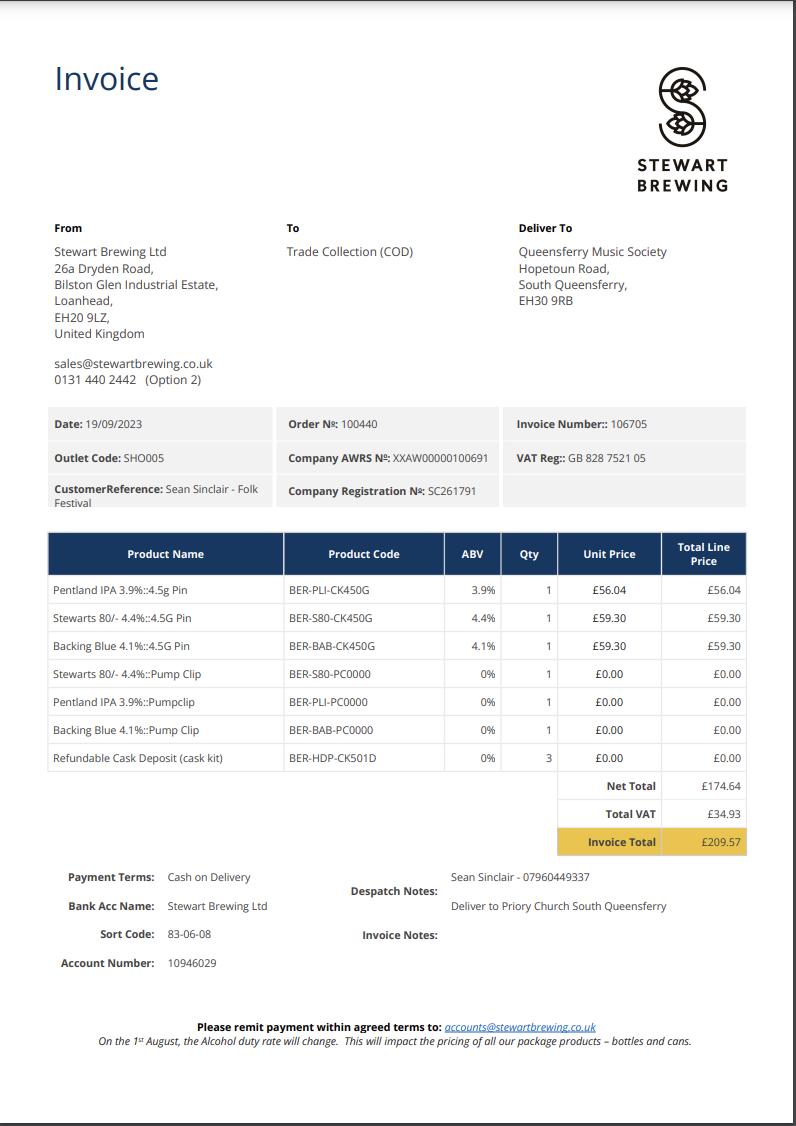 Invoice
STEWART
BREWING
From
Stewart Brewing Ltd
26a Dryden Road,
Bilston Glen Industrial Estate,
Loanhead,
EH20 9LZ,
United Kingdom
sales@stewartbrewing.co.uk
0131 440 2442 (Option 2)
To
Trade Collection (COD)
Deliver To
Queensferry Music Society
Hopetoun Road,
South Queensferry,
EH30 9RB
Date: 19/09/2023 Order Nº: 100440 Invoice Number:: 106705
Outlet Code: SHO005 Company AWRS Nº: XXAW00000100691 VAT Reg:: GB 828 7521 05
CustomerReference: Sean Sinclair - Folk
Festival
Company Registration Nº: SC261791
Product Name Product Code ABV Qty Unit Price Total Line Price
Pentland IPA 3.9%::4.5g Pin BER-PLI-CK450G 3.9% 1 £56.04 £56.04
Stewarts 80/- 4.4%::4.5G Pin BER-S80-CK450G 4.4% 1 £59.30 £59.30
Backing Blue 4.1%::4.5G Pin BER-BAB-CK450G 4.1% 1 £59.30 £59.30
Stewarts 80/- 4.4%::Pump Clip BER-S80-PC0000 0% 1 £0.00 £0.00
Pentland IPA 3.9%::Pumpclip BER-PLI-PC0000 0% 1 £0.00 £0.00
Backing Blue 4.1%::Pump Clip BER-BAB-PC0000 0% 1 £0.00 £0.00
Refundable Cask Deposit (cask kit) BER-HDP-CK501D 0% 3 £0.00 £0.00
Net Total £174.64
Total VAT £34.93
Invoice Total £209.57
Payment Terms: Cash on Delivery
Bank Acc Name: Stewart Brewing Ltd
Sort Code: 83-06-08
Account Number: 10946029
Despatch Notes: Sean Sinclair - 07960449337
Deliver to Priory Church South Queensferry
Invoice Notes:
Please remit payment within agreed terms to: accounts@stewartbrewing.co.uk
On the 1st August, the Alcohol duty rate will change. This will impact the pricing of all our package products – bottles and cans.